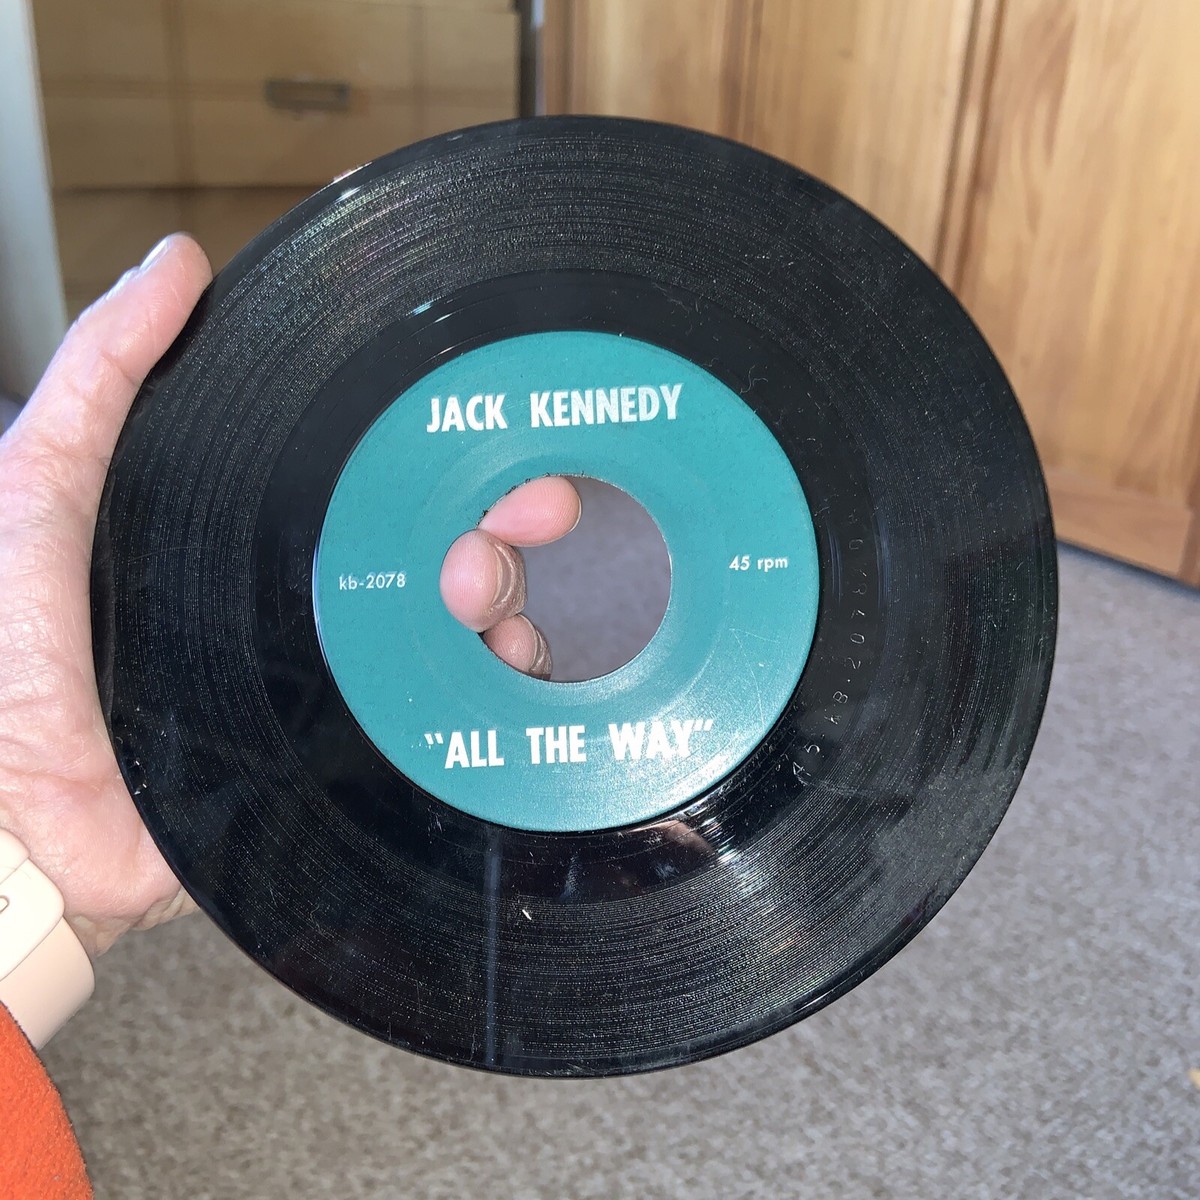 JACK KENNEDY
kb-2078
45 rpm
"ALL THE WAY"